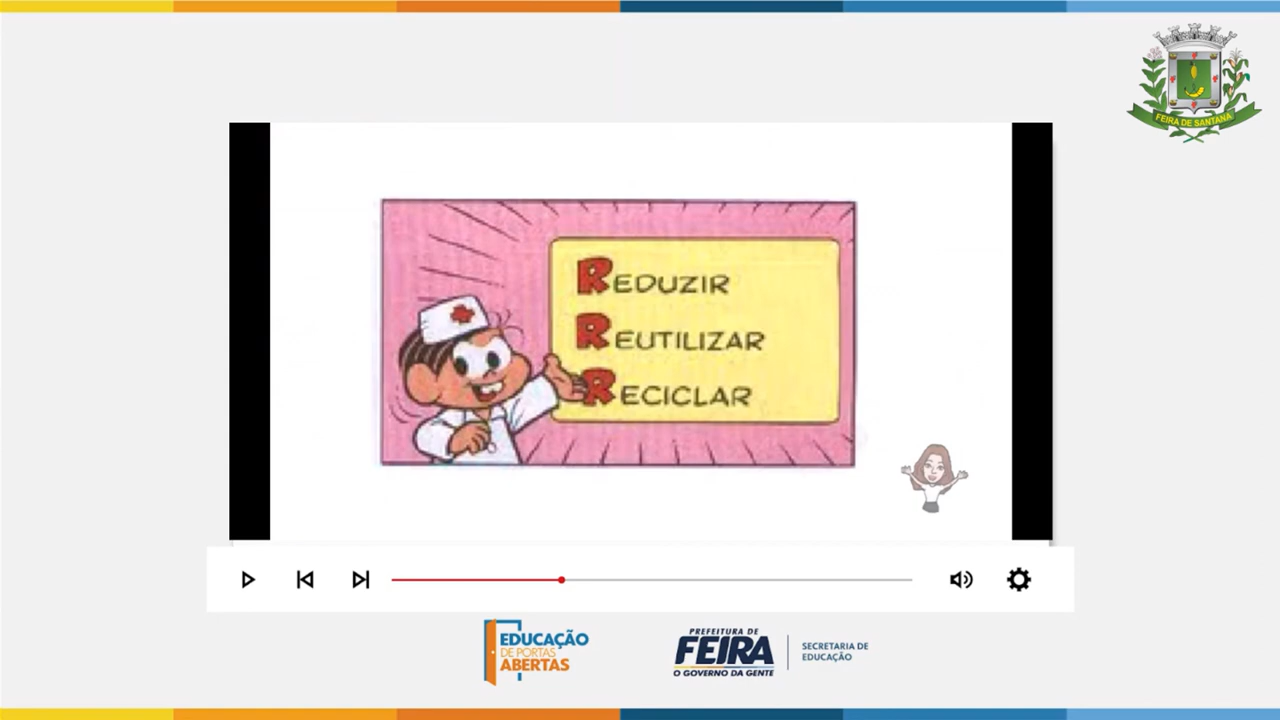 FEIRA DE SANTANA
REDUZIR
REUTILIZAR
RECICLAR
EDUCAÇÃO
DE PORTAS
ABERTAS
PREFEITURA DE
FEIRA
O GOVERNO DA GENTE
SECRETARIA DE
EDUCAÇÃO